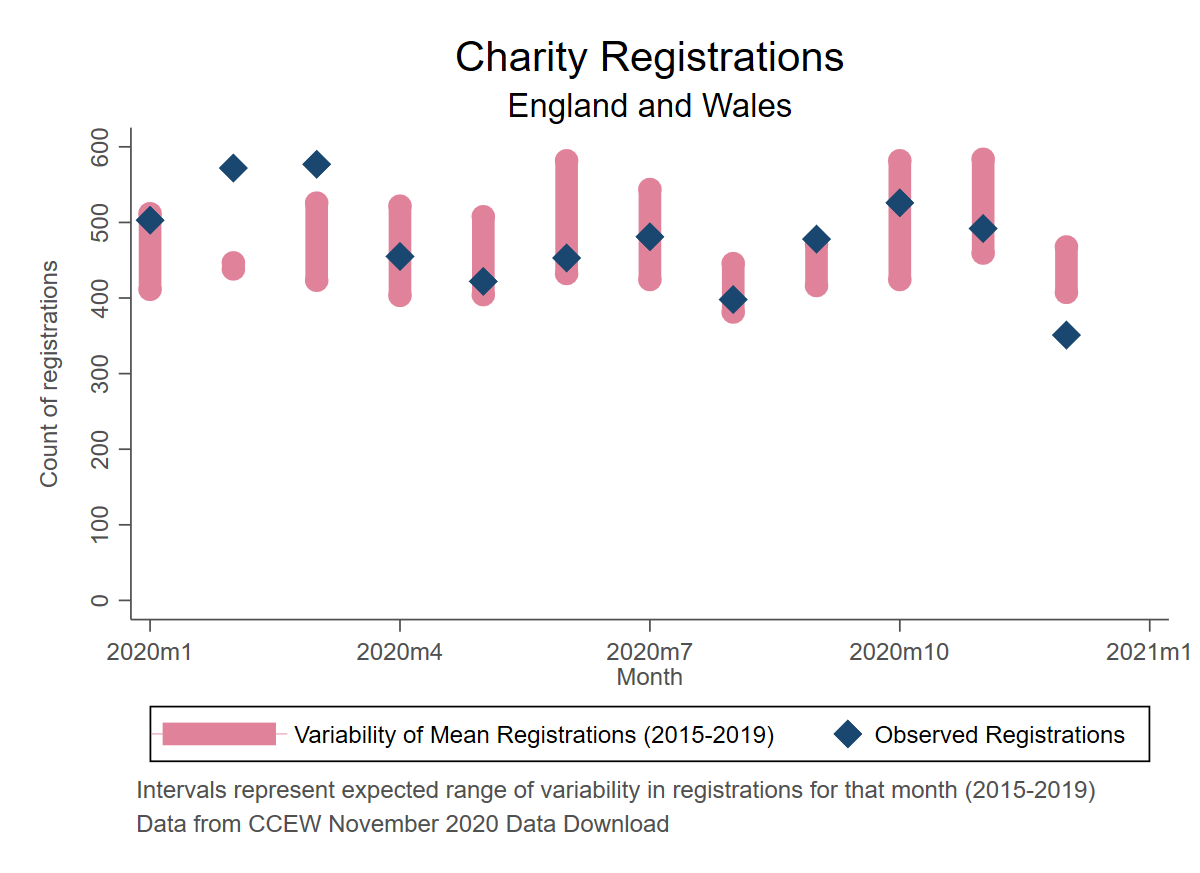 Charity Registrations
England and Wales
Count of registrations
600
500
400
300
200
100
0
2020m1 2020m4 2020m7 2020m10 2021m1
Month
Variability of Mean Registrations (2015-2019) Observed Registrations
Intervals represent expected range of variability in registrations for that month (2015-2019)
Data from CCEW November 2020 Data Download